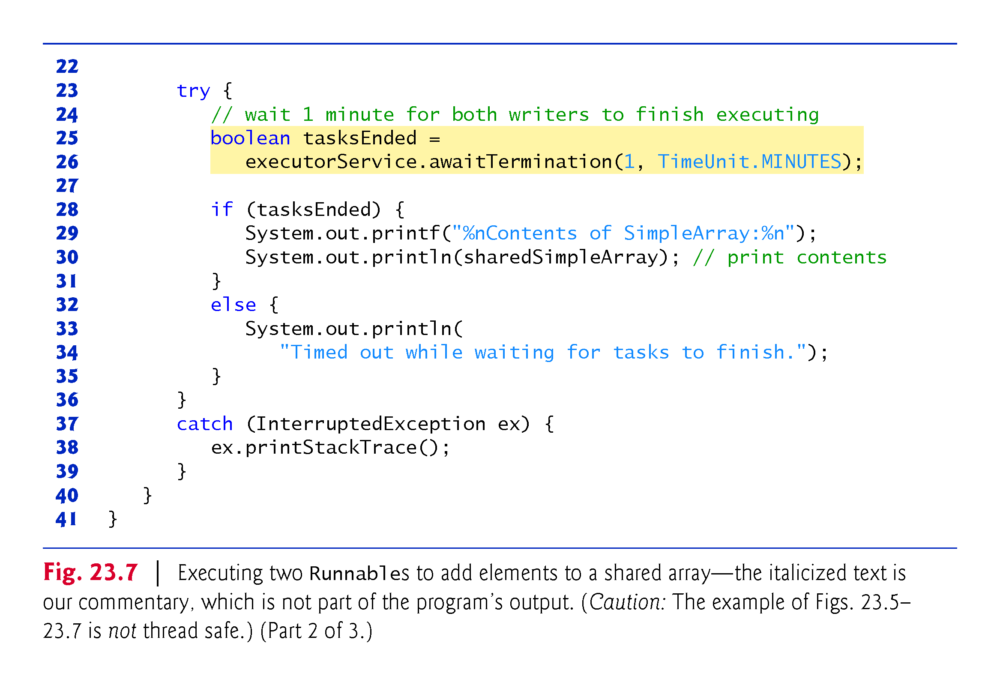 22
23 try {
24 // wait 1 minute for both writers to finish executing
25 boolean tasksEnded =
26 executorService.awaitTermination(1, TimeUnit.MINUTES);
27
28 if (tasksEnded) {
29 System.out.printf("%nContents of SimpleArray:%n");
30 System.out.println(sharedSimpleArray); // print contents
31 }
32 else {
33 System.out.println(
34 "Timed out while waiting for tasks to finish.");
35 }
36 }
37 catch (InterruptedException ex) {
38 ex.printStackTrace();
39 }
40 }
41 }
Fig. 23.7 | Executing two Runnables to add elements to a shared array—the italicized text is
our commentary, which is not part of the program’s output. (Caution: The example of Figs. 23.5–
23.7 is not thread safe.) (Part 2 of 3.)